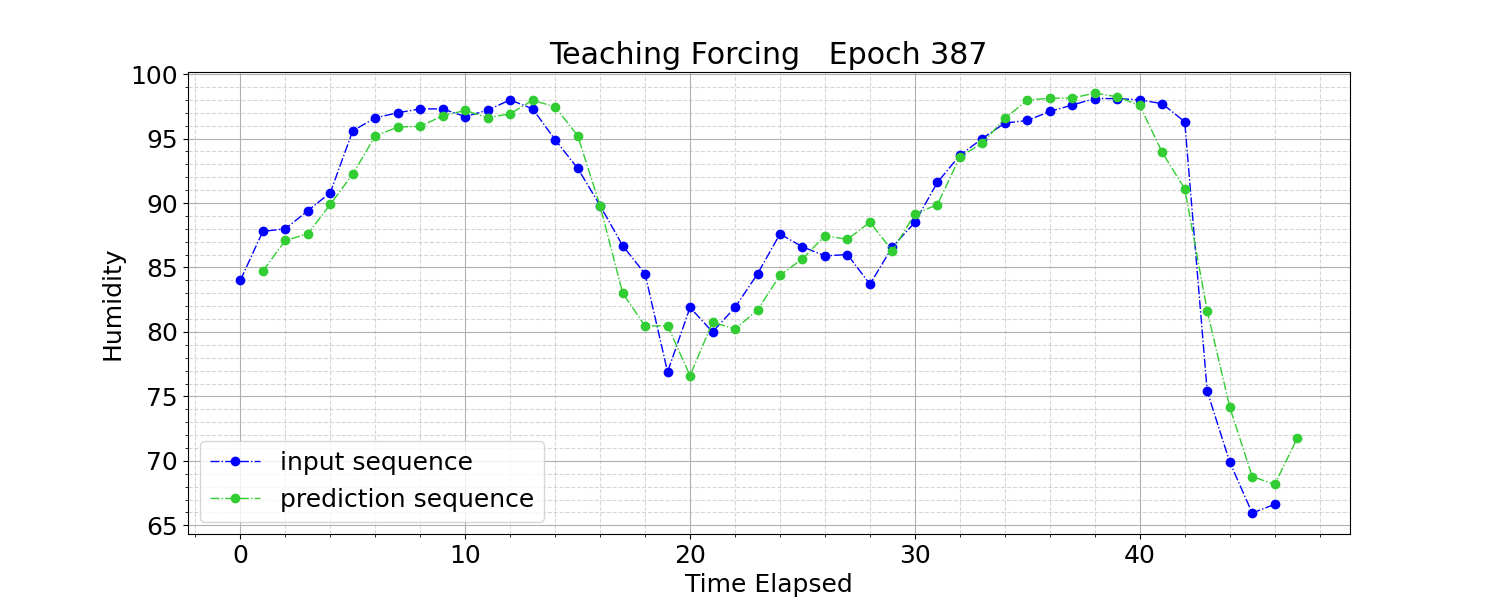 Teaching Forcing   Epoch 387
Humidity
100
95
90
85
80
75
70
65
input sequence
prediction sequence
0 10 20 30 40
Time Elapsed